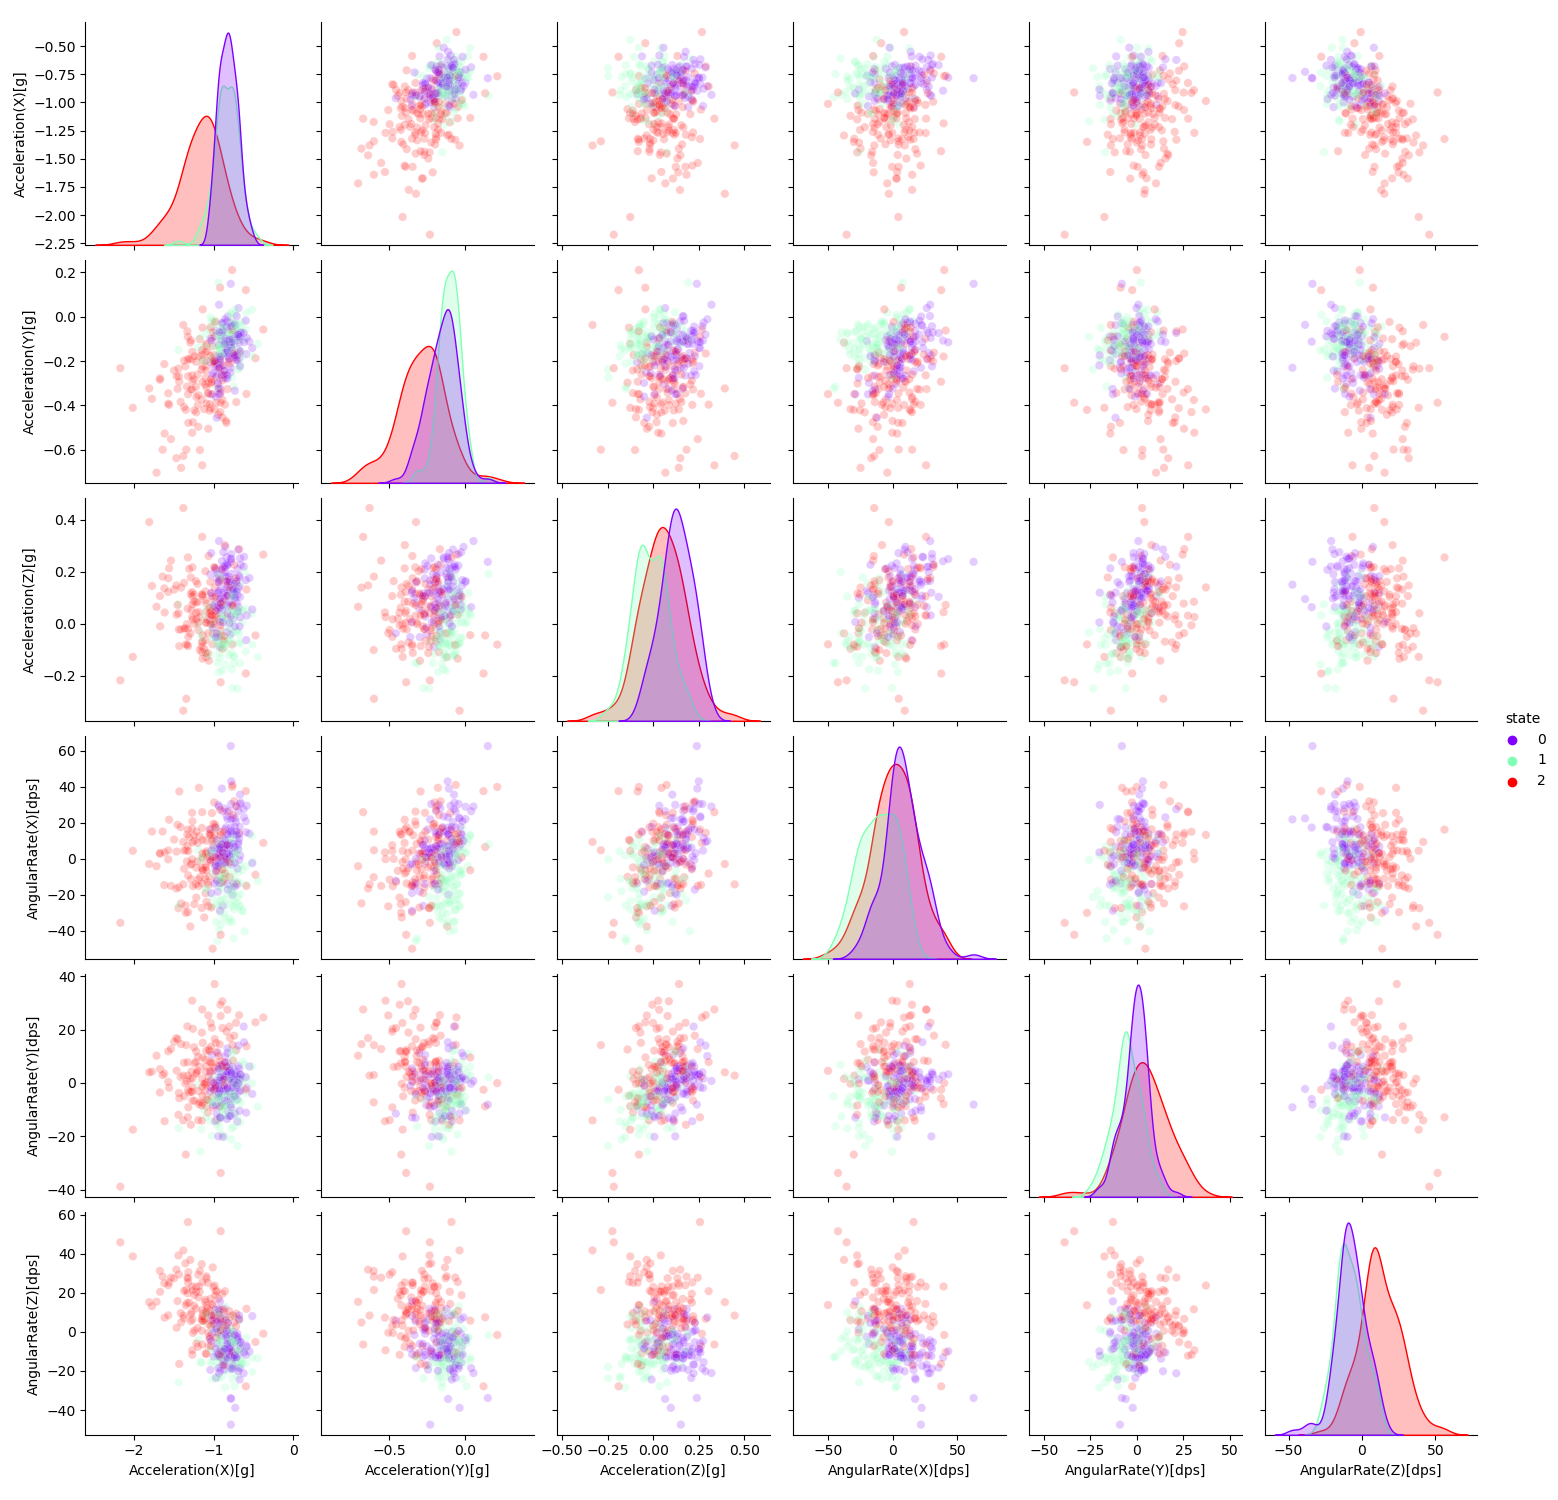 Acceleration(X)[g]
−0.50
−0.75
−1.00
−1.25
−1.50
−1.75
−2.00
−2.25
Acceleration(Y)[g]
0.2
0.0
−0.2
−0.4
−0.6
Acceleration(Z)[g]
0.4
0.2
0.0
−0.2
AngularRate(X)[dps]
60
40
20
0
−20
−40
AngularRate(Y)[dps]
40
20
0
−20
−40
AngularRate(Z)[dps]
60
40
20
0
−20
−40
−2 −1 0
Acceleration(X)[g]
−0.5 0.0
Acceleration(Y)[g]
−0.50 −0.25 0.00 0.25 0.50
Acceleration(Z)[g]
−50 0 50
AngularRate(X)[dps]
−50 −25 0 25 50
AngularRate(Y)[dps]
−50 0 50
AngularRate(Z)[dps]
state
0
1
2